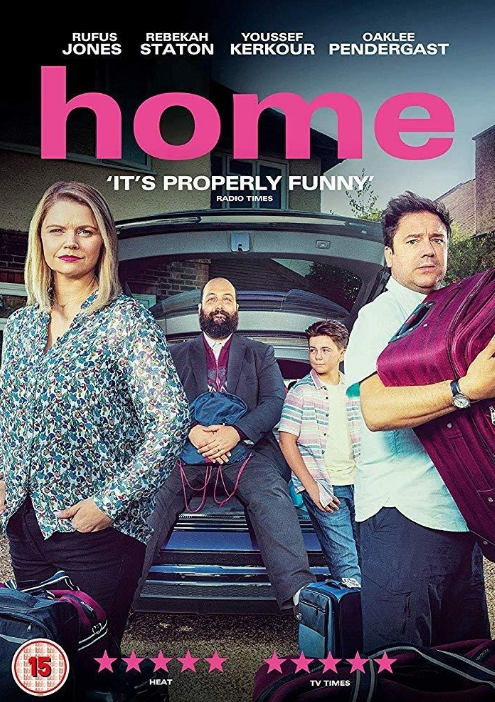 RUFUS JONES
REBEKAH STATON
YOUSSEF KERKOUR
OAKLEE PENDERGAST
home
‘IT’S PROPERLY FUNNY’
RADIO TIMES
15
HEAT
TV TIMES